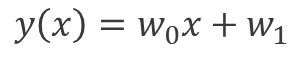 y(x) = w₀x + w₁